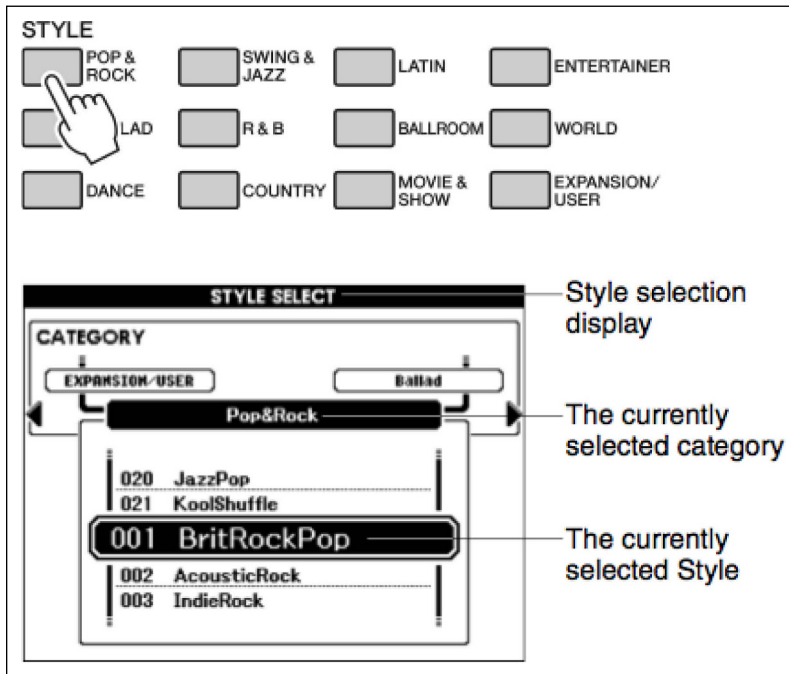 STYLE
POP & ROCK
SWING & JAZZ
LATIN
ENTERTAINER
LAD
R & B
BALLROOM
WORLD
DANCE
COUNTRY
MOVIE & SHOW
EXPANSION/ USER
STYLE SELECT
Style selection display
CATEGORY
EXPANSION/USER
Ballad
Pop&Rock
The currently selected category
020 JazzPop
021 KoolShuffle
001 BritRockPop
The currently selected Style
002 AcousticRock
003 IndieRock